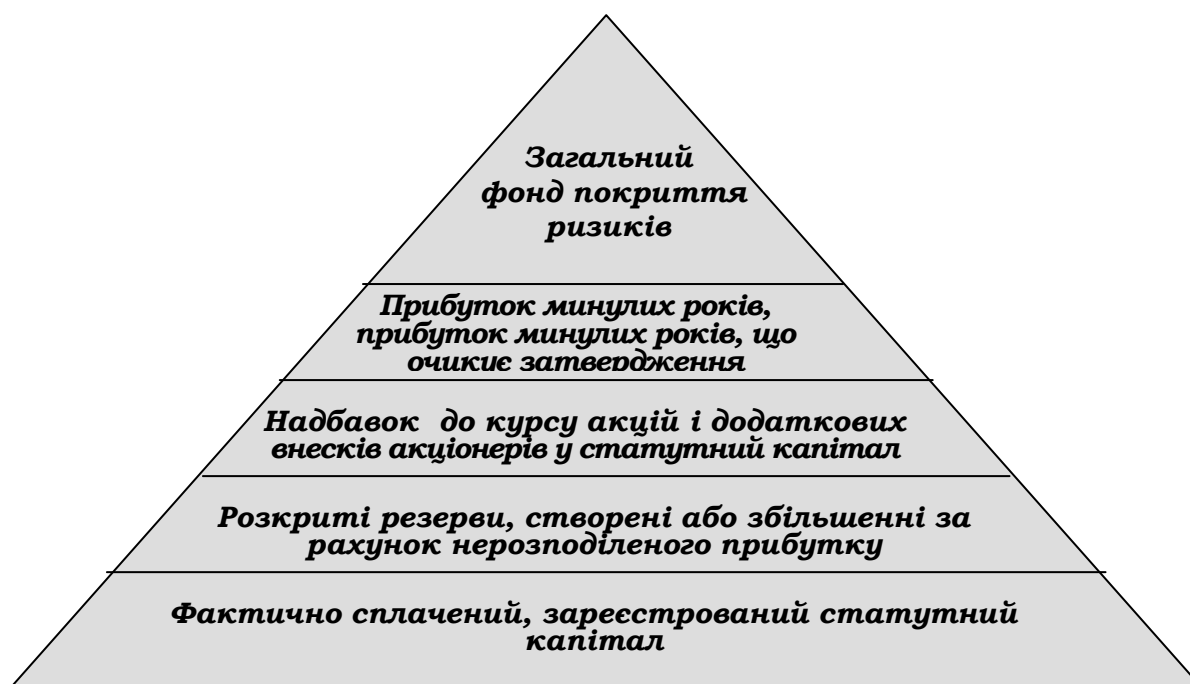 Загальний
фонд покриття
ризиків
Прибуток минулих років,
прибуток минулих років, що
очикує затвердження
Надбавок до курсу акцій і додаткових
внесків акціонерів у статутний капітал
Розкриті резерви, створені або збільшенні за
рахунок нерозподіленого прибутку
Фактично сплачений, зареєстрований статутний
капітал